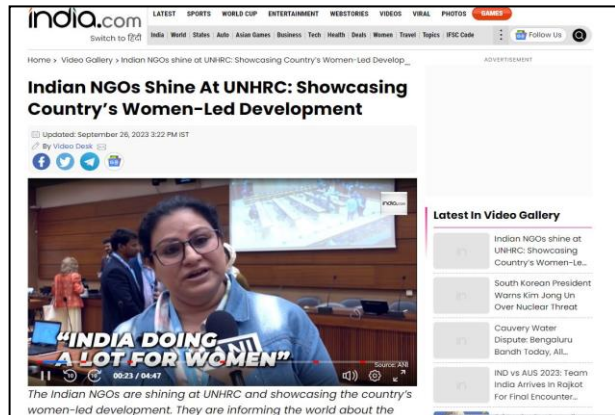 india.com
LATEST SPORTS WORLD CUP ENTERTAINMENT WEBSTORIES VIDEOS VIRAL PHOTOS GAMES
Switch to हिंदी
India World States Auto Asian Games Business Tech Health Deals Women Travel Topics IFSC Code
Follow Us
Home > Video Gallery > Indian NGOs shine at UNHRC: Showcasing Country's Women-Led Develop_
ADVERTISEMENT
Indian NGOs Shine At UNHRC: Showcasing
Country's Women-Led Development
Updated: September 26, 2023 3:22 PM IST
By Video Desk
india.com
ANI
"INDIA DOING
A LOT FOR WOMEN"
Source: ANI
10 10 00:23 / 04:47
The Indian NGOs are shining at UNHRC and showcasing the country's
women-led development. They are informing the world about the
Latest In Video Gallery
Indian NGOs shine at
UNHRC: Showcasing
Country's Women-Le...
South Korean President
Warns Kim Jong Un
Over Nuclear Threat
Cauvery Water
Dispute: Bengaluru
Bandh Today, All...
IND vs AUS 2023: Team
India Arrives In Rajkot
For Final Encounter...